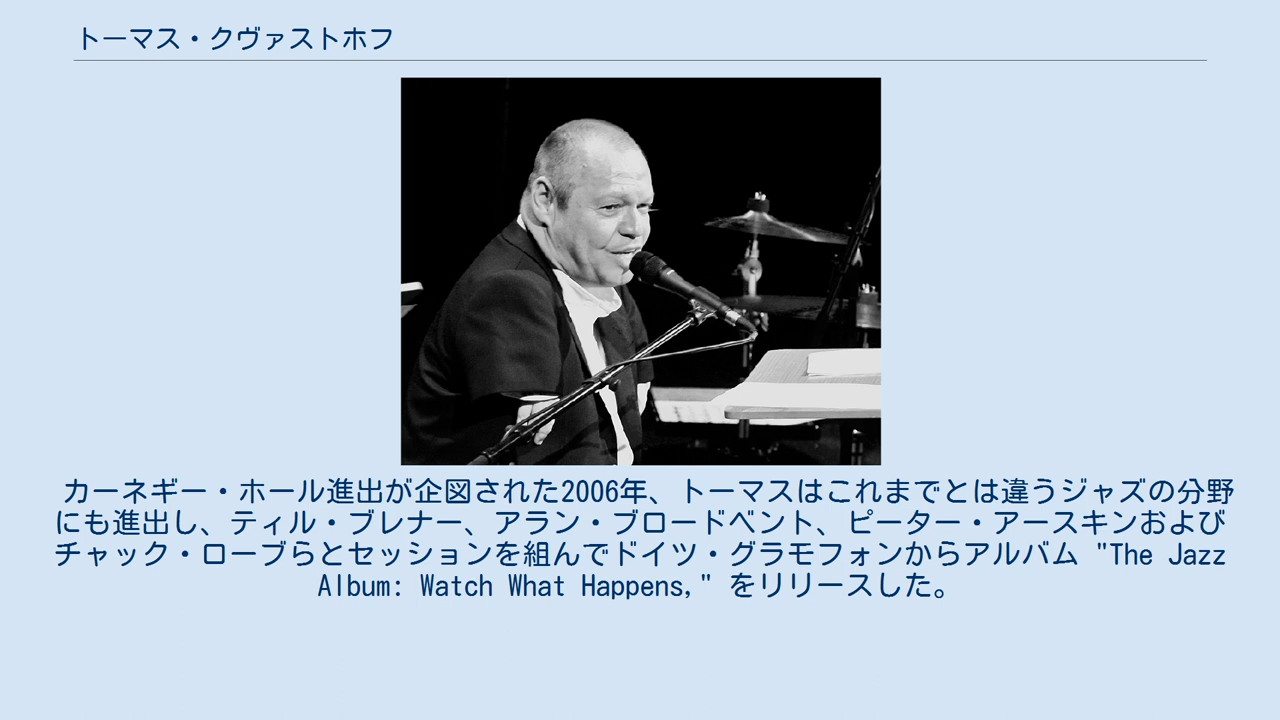 トーマス・クヴァストホフ
カーネギー・ホール進出が企図された2006年、トーマスはこれまでとは違うジャズの分野
にも進出し、ティル・ブレナー、アラン・ブロードベント、ピーター・アースキンおよび
チャック・ローブらとセッションを組んでドイツ・グラモフォンからアルバム "The Jazz
Album: Watch What Happens," をリリースした。